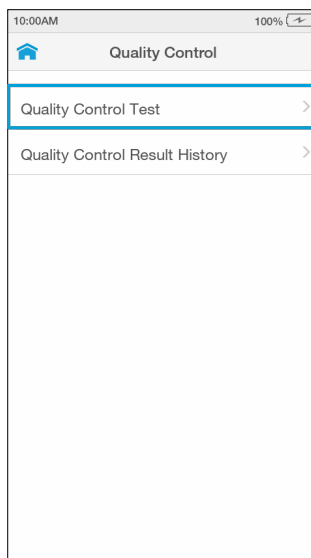 10:00AM 100%
Quality Control
Quality Control Test
Quality Control Result History